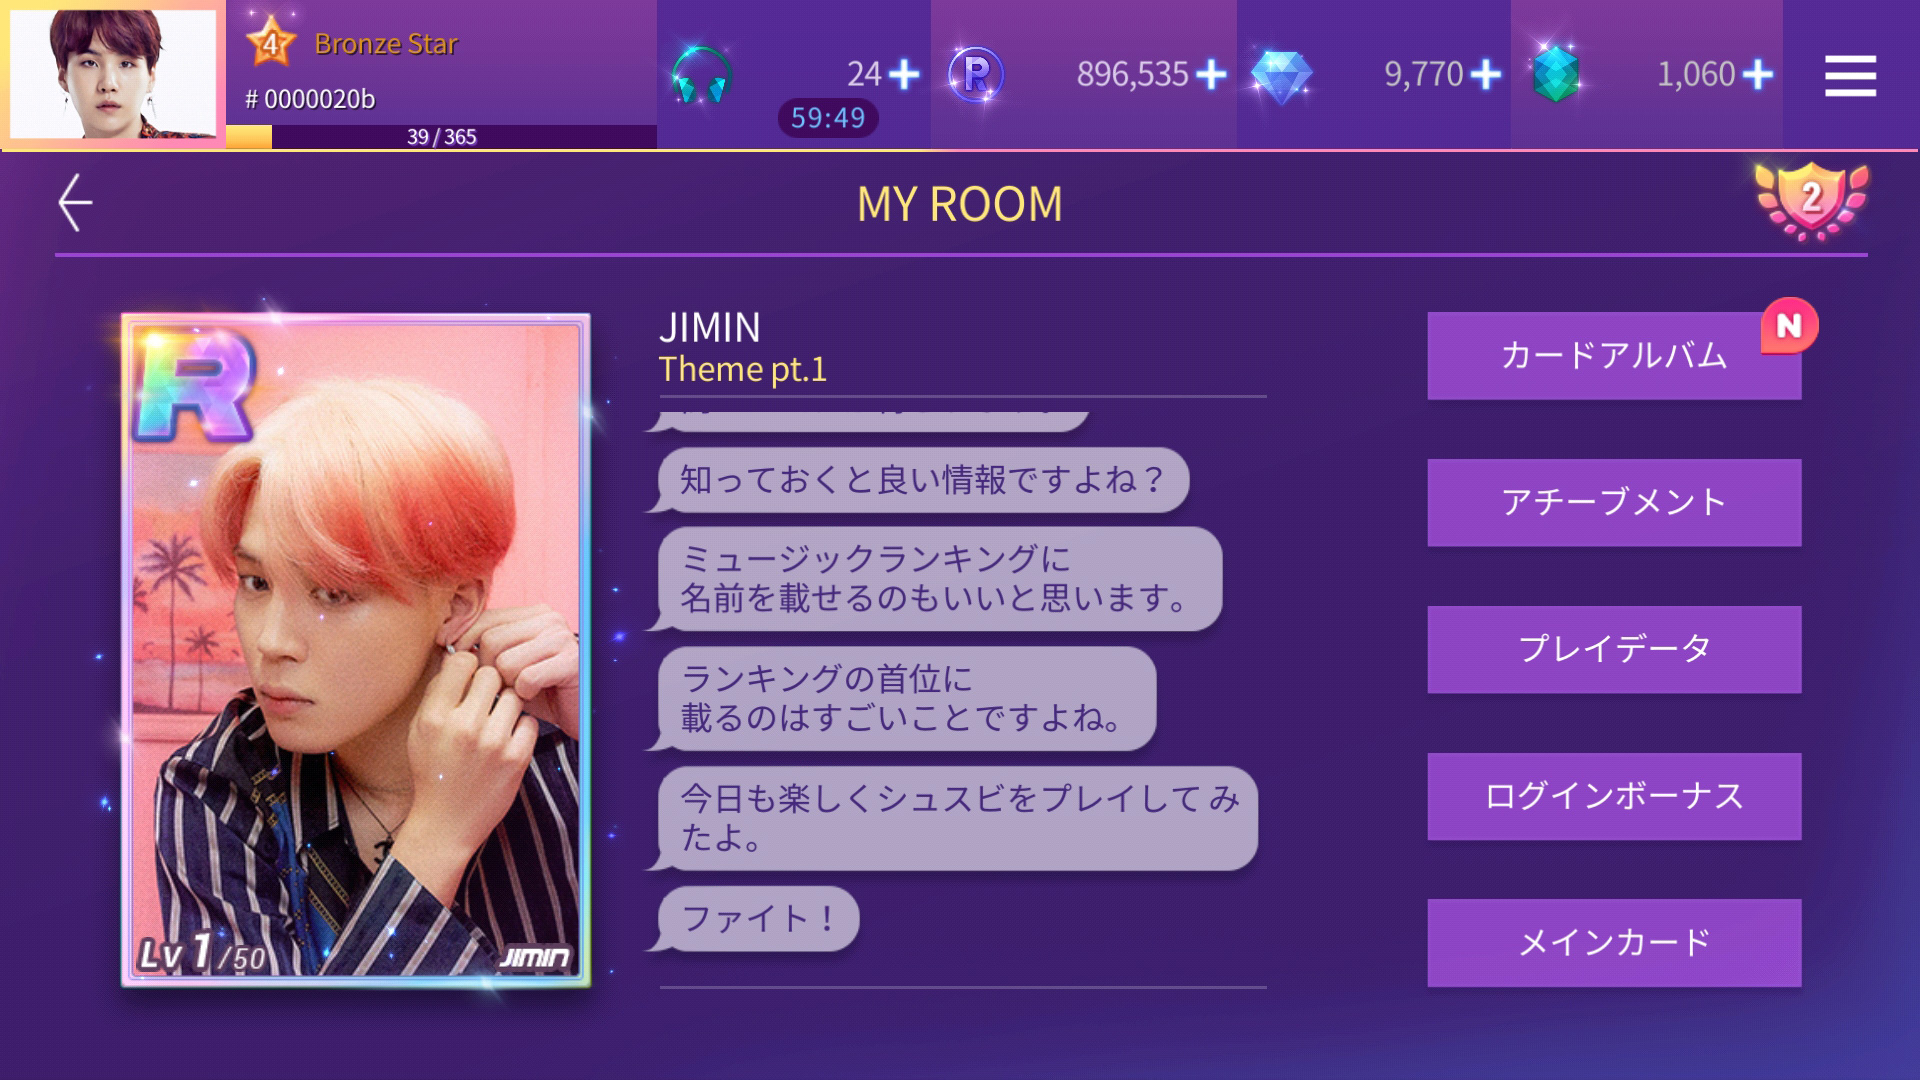 4 Bronze Star
# 0000020b
39 / 365
24
59:49
R
896,535
9,770
1,060
MY ROOM
2
R
Lv 1/50
JIMIN
JIMIN
Theme pt.1
知っておくと良い情報ですよね？
ミュージックランキングに
名前を載せるのもいいと思います。
ランキングの首位に
載るのはすごいことですよね。
今日も楽しくシュスビをプレイして み
たよ。
ファイト！
カードアルバム
N
アチーブメント
プレイデータ
ログインボーナス
メインカード